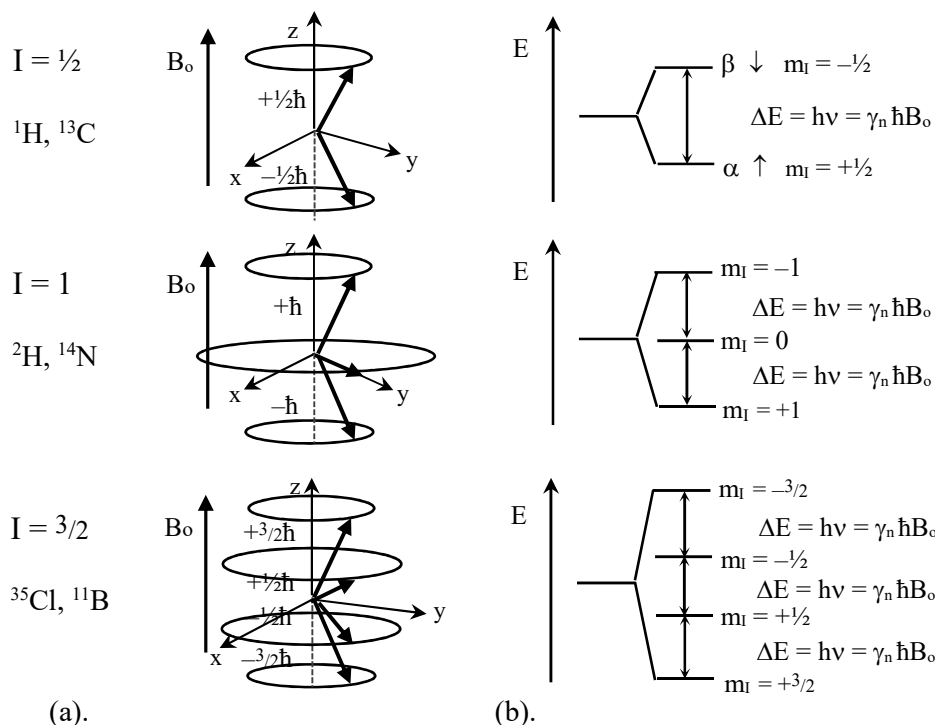 I = ½
¹H, ¹³C
Bₒ
z
+½ħ
x
y
–½ħ
E
β ↓ mI = –½
ΔE = hν = γn ħBₒ
α ↑ mI = +½
I = 1
²H, ¹⁴N
Bₒ
z
+ħ
x
y
–ħ
E
mI = –1
ΔE = hν = γn ħBₒ
mI = 0
ΔE = hν = γn ħBₒ
mI = +1
I = 3/2
³⁵Cl, ¹¹B
Bₒ
z
+3/2ħ
+½ħ
–½ħ
y
x
–3/2ħ
E
mI = –3/2
ΔE = hν = γn ħBₒ
mI = –½
ΔE = hν = γn ħBₒ
mI = +½
ΔE = hν = γn ħBₒ
mI = +3/2
(a).
(b).